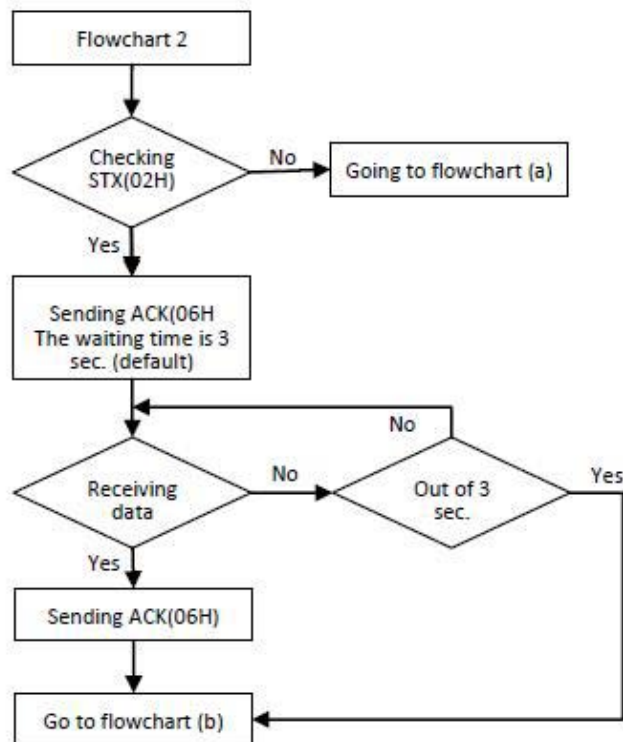 Flowchart 2
Checking
STX(02H)
No
Going to flowchart (a)
Yes
Sending ACK(06H
The waiting time is 3
sec. (default)
No
Receiving
data
No
Out of 3
sec.
Yes
Yes
Sending ACK(06H)
Go to flowchart (b)